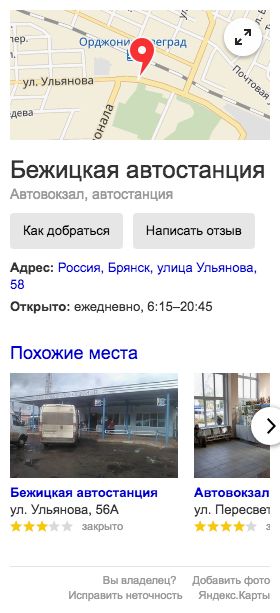 Орджоникидзеград
ул. Ульянова
Почтовая
Бежицкая автостанция
Автовокзал, автостанция
Как добраться
Написать отзыв
Адрес: Россия, Брянск, улица Ульянова,
58
Открыто: ежедневно, 6:15–20:45
Похожие места
Бежицкая автостанция
ул. Ульянова, 56А
закрыто
Автовокзал
ул. Пересвет
зак
Вы владелец?
Добавить фото
Исправить неточность
Яндекс.Карты